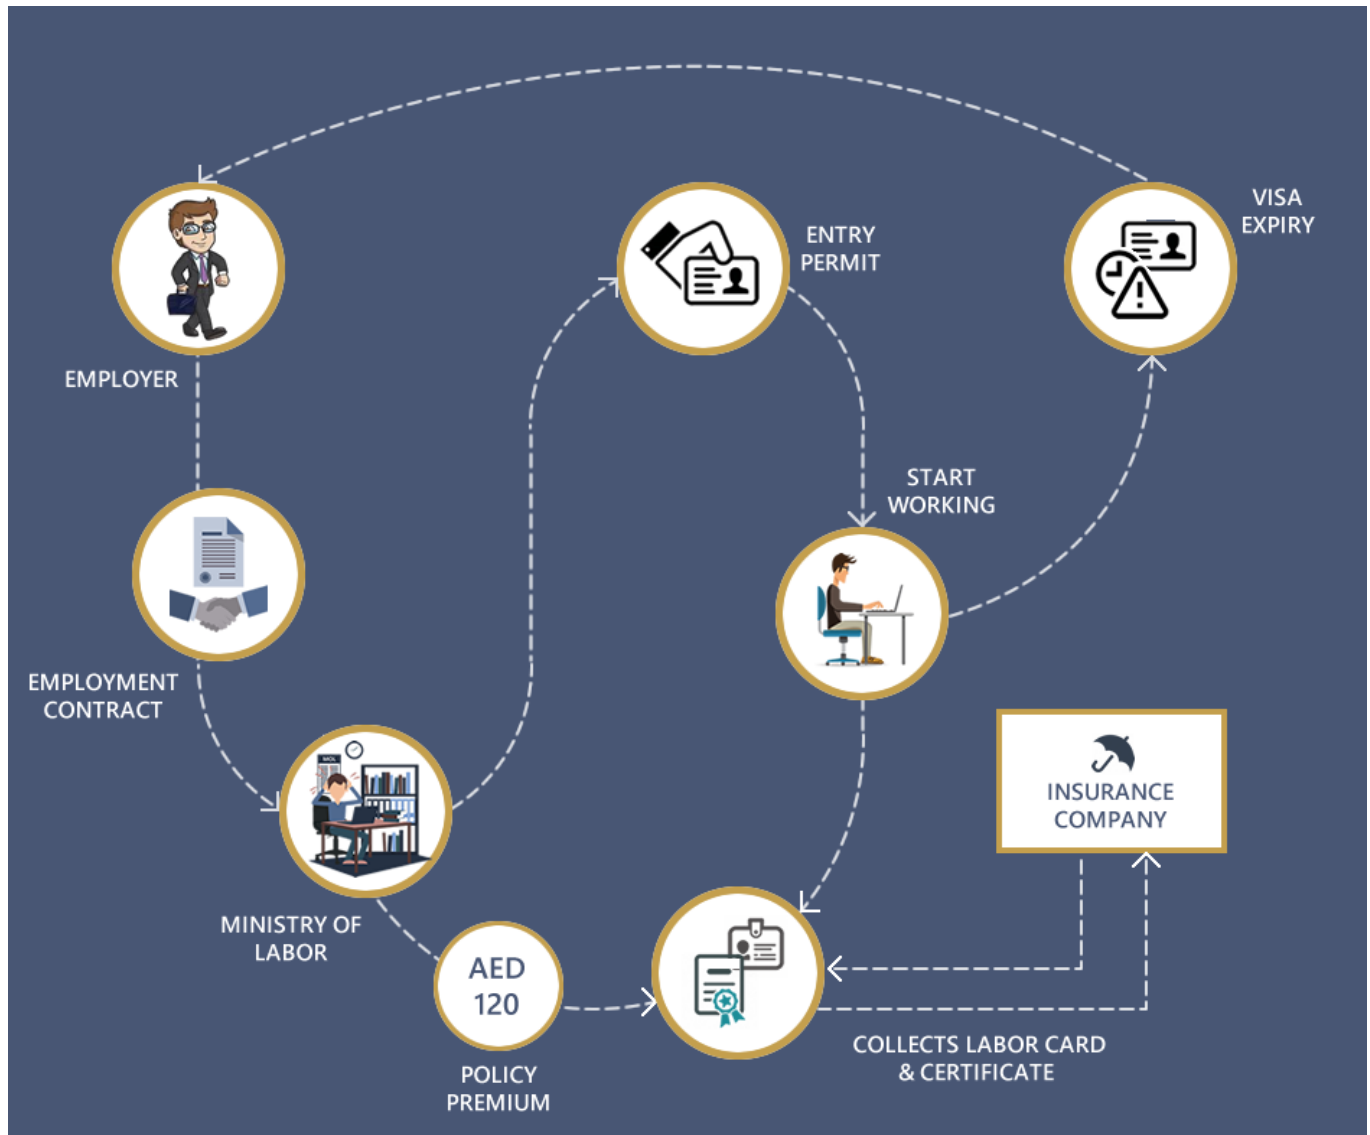 VISA
EXPIRY
ENTRY
PERMIT
EMPLOYER
START
WORKING
EMPLOYMENT
CONTRACT
MOL
INSURANCE
COMPANY
MINISTRY OF
LABOR
AED
120
COLLECTS LABOR CARD
& CERTIFICATE
POLICY
PREMIUM